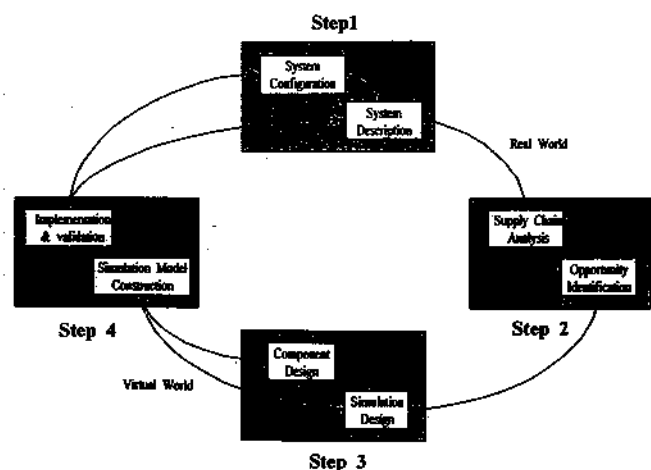 Step1
System
Configuration
System
Description
Real World
Implementation
& validation
Simulation Model
Construction
Step 4
Supply Chain
Analysis
Opportunity
Identification
Step 2
Component
Design
Virtual World
Simulation
Design
Step 3